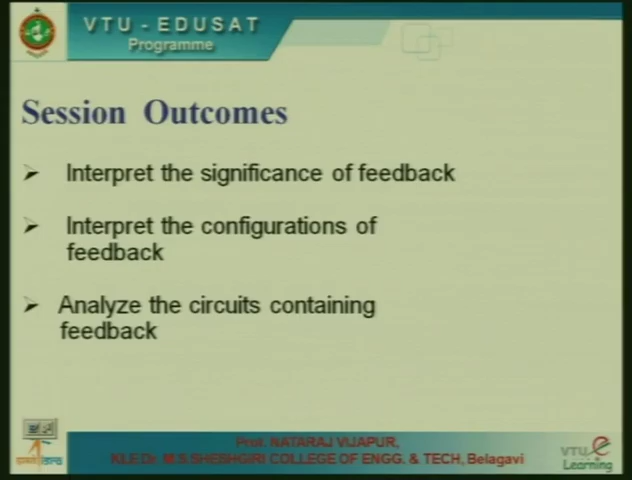 VTU - EDUSAT
Programme
Session Outcomes
Interpret the significance of feedback
Interpret the configurations of
feedback
Analyze the circuits containing
feedback
Prof. NATARAJ VIJAPUR,
KLE Dr. M.S.SHESHGIRI COLLEGE OF ENGG. & TECH, Belagavi
VTU e
Learning